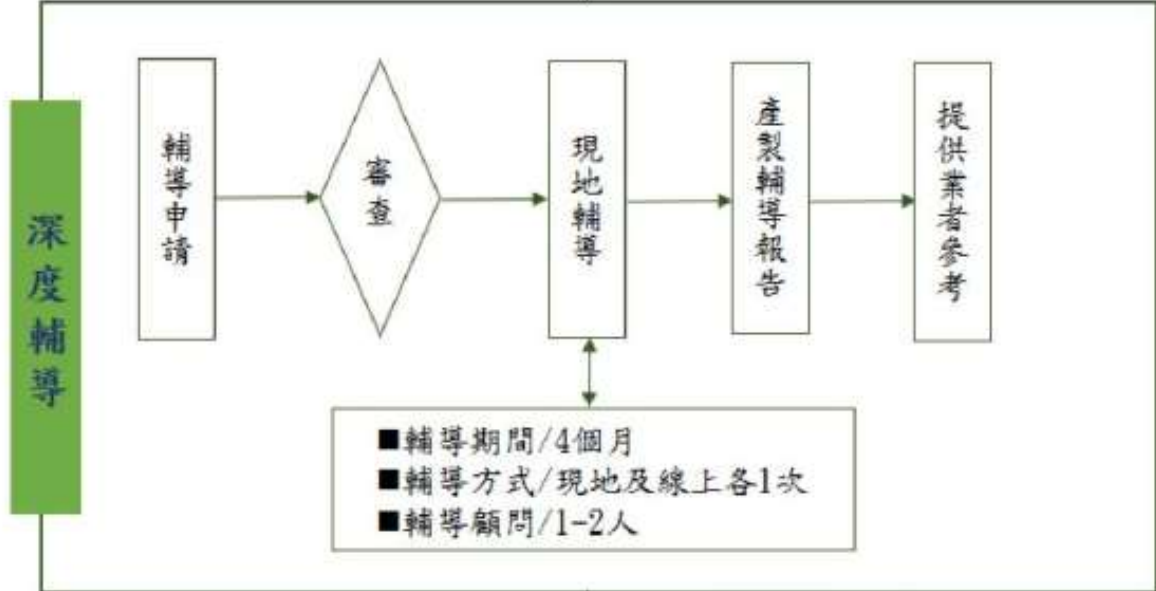 深度輔導
輔導申請
審查
現地輔導
產製輔導報告
提供業者參考
■輔導期間/4個月
■輔導方式/現地及線上各1次
■輔導顧問/1-2人